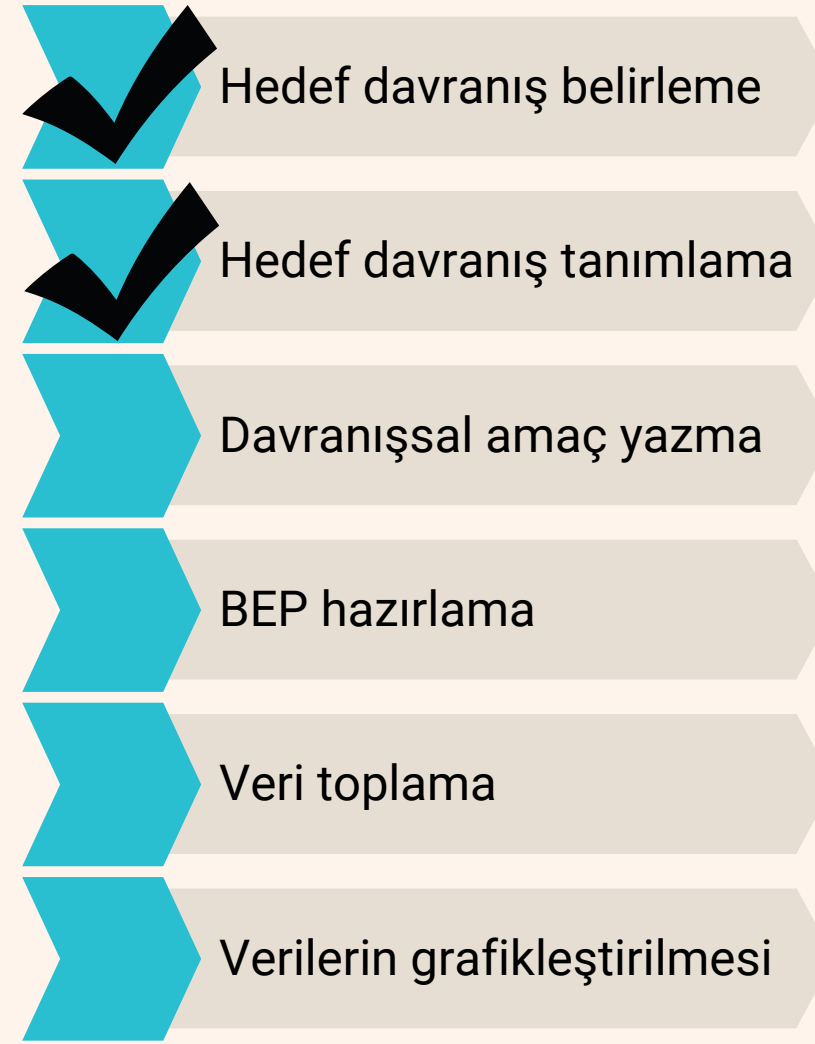 Hedef davranış belirleme
Hedef davranış tanımlama
Davranışsal amaç yazma
BEP hazırlama
Veri toplama
Verilerin grafikleştirilmesi